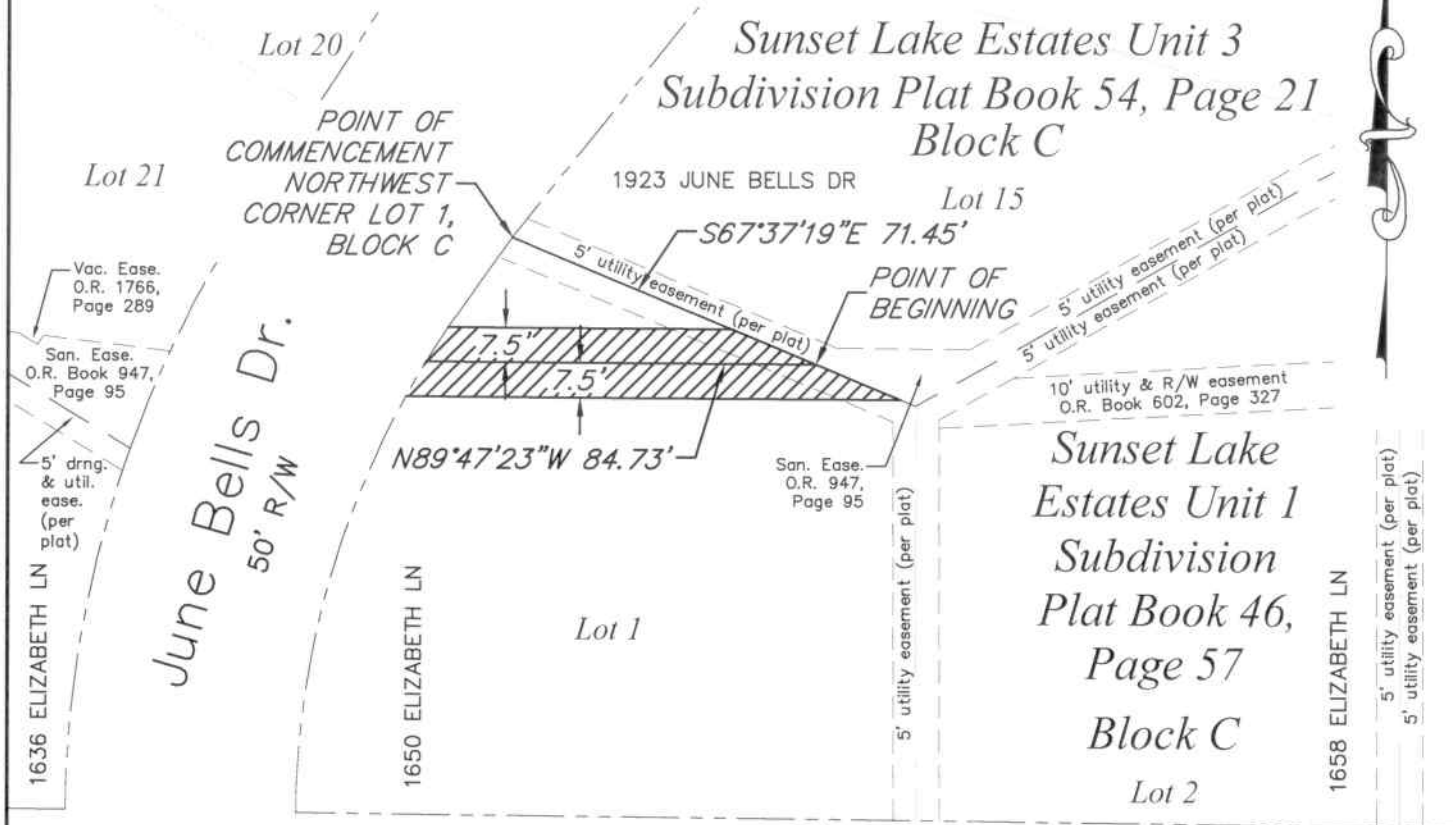 Lot 20
Sunset Lake Estates Unit 3
Subdivision Plat Book 54, Page 21
Block C
POINT OF
COMMENCEMENT
NORTHWEST
CORNER LOT 1,
BLOCK C
Lot 21
1923 JUNE BELLS DR
Lot 15
S67°37'19"E 71.45'
5' utility easement (per plat)
POINT OF
BEGINNING
5' utility easement (per plat)
5' utility easement (per plat)
Vac. Ease.
O.R. 1766,
Page 289
San. Ease.
O.R. Book 947,
Page 95
7.5"
7.5'
10' utility & R/W easement
O.R. Book 602, Page 327
N89°47'23"W 84.73'
San. Ease.
O.R. 947,
Page 95
5' drng.
& util.
ease.
(per
plat)
June Bells Dr.
50' R/W
1636 ELIZABETH LN
1650 ELIZABETH LN
Lot 1
5' utility easement (per plat)
Sunset Lake
Estates Unit 1
Subdivision
Plat Book 46,
Page 57
Block C
Lot 2
1658 ELIZABETH LN
5' utility easement (per plat)
5' utility easement (per plat)